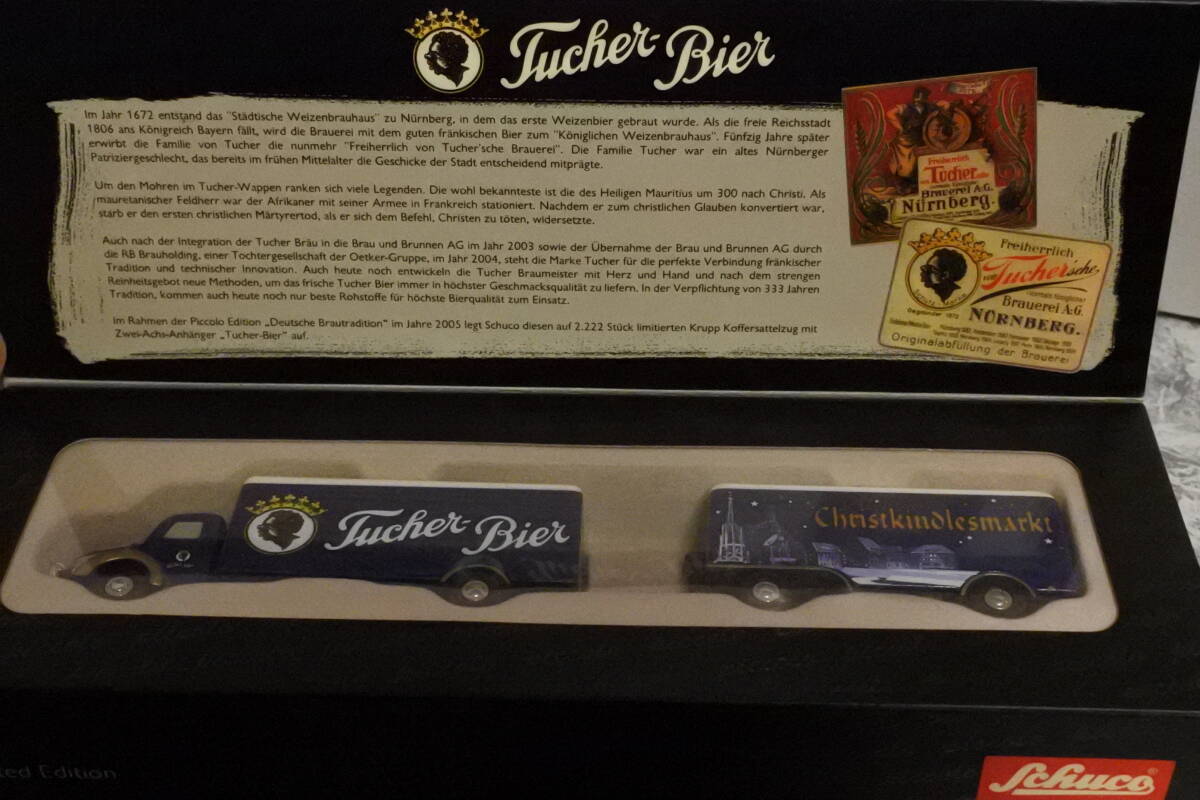 Tucher-Bier
Im Jahr 1672 entstand das "Städtische Weizenbrauhaus" zu Nürnberg, in dem das erste Weizenbier gebraut wurde. Als die freie Reichsstadt
1806 ans Königreich Bayern fällt, wird die Brauerei mit dem guten fränkischen Bier zum "Königlichen Weizenbrauhaus". Fünfzig Jahre später
erwirbt die Familie von Tucher die nunmehr "Freiherrlich von Tucher'sche Brauerei". Die Familie Tucher war ein altes Nürnberger
Patriziergeschlecht, das bereits im frühen Mittelalter die Geschicke der Stadt entscheidend mitprägte.
Um den Mohren im Tucher-Wappen ranken sich viele Legenden. Die wohl bekannteste ist die des Heiligen Mauritius um 300 nach Christi. Als
mauretanischer Feldherr war der Afrikaner mit seiner Armee in Frankreich stationiert. Nachdem er zum christlichen Glauben konvertiert war,
starb er den ersten christlichen Märtyrertod, als er sich dem Befehl, Christen zu töten, widersetzte.
Auch nach der Integration der Tucher Bräu in die Brau und Brunnen AG im Jahr 2003 sowie der Übernahme der Brau und Brunnen AG durch
die RB Brauholding, einer Tochtergesellschaft der Oetker-Gruppe, im Jahr 2004, steht die Marke Tucher für die perfekte Verbindung fränkischer
Tradition und technischer Innovation. Auch heute noch entwickeln die Tucher Braumeister mit Herz und Hand und nach dem strengen
Reinheitsgebot neue Methoden, um das frische Tucher Bier immer in höchster Geschmacksqualität zu liefern. In der Verpflichtung von 333 Jahren
Tradition, kommen auch heute noch nur beste Rohstoffe für höchste Bierqualität zum Einsatz.
Im Rahmen der Piccolo Edition „Deutsche Brautradition" im Jahre 2005 legt Schuco diesen auf 2.222 Stück limitierten Krupp Koffersattelzug mit
Zwei-Achs-Anhänger „Tucher-Bier" auf.
Freiherrlich
von Tucher'sche
Brauerei A:G.
Nürnberg.
Freiherrlich
von Tucher'sche
Brauerei A:G.
NÜRNBERG.
Schutz Marke
Gegründet 1672
Originalabfüllung der Brauerei
Tucher-Bier
Christkindlesmarkt
ted Edition
Schuco